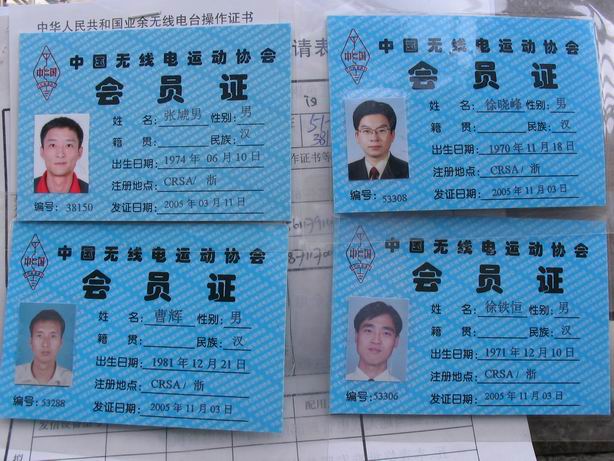 中华人民共和国业余无线电台操作证书
请表
中国无线电运动协会
会员证
姓 名: 张斌男 性别: 男
籍 贯: 民族: 汉
出生日期: 1974 年 06 月 10 日
注册地点: CRSA / 浙
编号: 38150 发证日期: 2005 年 03 月 11 日
中国无线电运动协会
会员证
姓 名: 徐晓峰 性别: 男
籍 贯: 民族: 汉
出生日期: 1970 年 11 月 18 日
注册地点: CRSA / 浙
编号: 53308 发证日期: 2005 年 11 月 03 日
中国无线电运动协会
会员证
姓 名: 曹辉 性别: 男
籍 贯: 民族: 汉
出生日期: 1981 年 12 月 21 日
注册地点: CRSA / 浙
编号: 53288 发证日期: 2005 年 11 月 03 日
中国无线电运动协会
会员证
姓 名: 徐铁恒 性别: 男
籍 贯: 民族: 汉
出生日期: 1971 年 12 月 10 日
注册地点: CRSA / 浙
编号: 53306 发证日期: 2005 年 11 月 03 日
配用